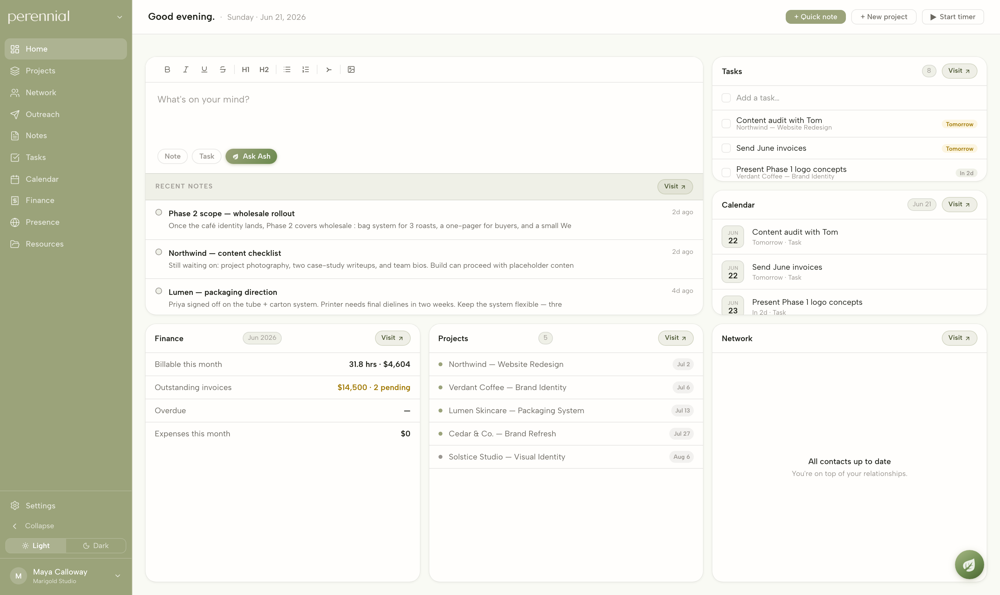 perennial
Home
Projects
Network
Outreach
Notes
Tasks
Calendar
Finance
Presence
Resources
Settings
Collapse
Light
Dark
M
Maya Calloway
Marigold Studio
Good evening. · Sunday · Jun 21, 2026
+ Quick note
+ New project
Start timer
B I U S H1 H2
What's on your mind?
Note
Task
Ask Ash
RECENT NOTES
Visit
Phase 2 scope — wholesale rollout
2d ago
Once the café identity lands, Phase 2 covers wholesale : bag system for 3 roasts, a one-pager for buyers, and a small We
Northwind — content checklist
2d ago
Still waiting on: project photography, two case-study writeups, and team bios. Build can proceed with placeholder conten
Lumen — packaging direction
4d ago
Priya signed off on the tube + carton system. Printer needs final dielines in two weeks. Keep the system flexible — thre
Tasks
8
Visit
Add a task...
Content audit with Tom
Northwind — Website Redesign
Tomorrow
Send June invoices
Tomorrow
Present Phase 1 logo concepts
Verdant Coffee — Brand Identity
In 2d
Calendar
Jun 21
Visit
JUN
22
Content audit with Tom
Tomorrow · Task
JUN
22
Send June invoices
Tomorrow · Task
JUN
23
Present Phase 1 logo concepts
In 2d · Task
Finance
Jun 2026
Visit
Billable this month
31.8 hrs · $4,604
Outstanding invoices
$14,500 · 2 pending
Overdue
—
Expenses this month
$0
Projects
5
Visit
Northwind — Website Redesign
Jul 2
Verdant Coffee — Brand Identity
Jul 6
Lumen Skincare — Packaging System
Jul 13
Cedar & Co. — Brand Refresh
Jul 27
Solstice Studio — Visual Identity
Aug 6
Network
Visit
All contacts up to date
You're on top of your relationships.